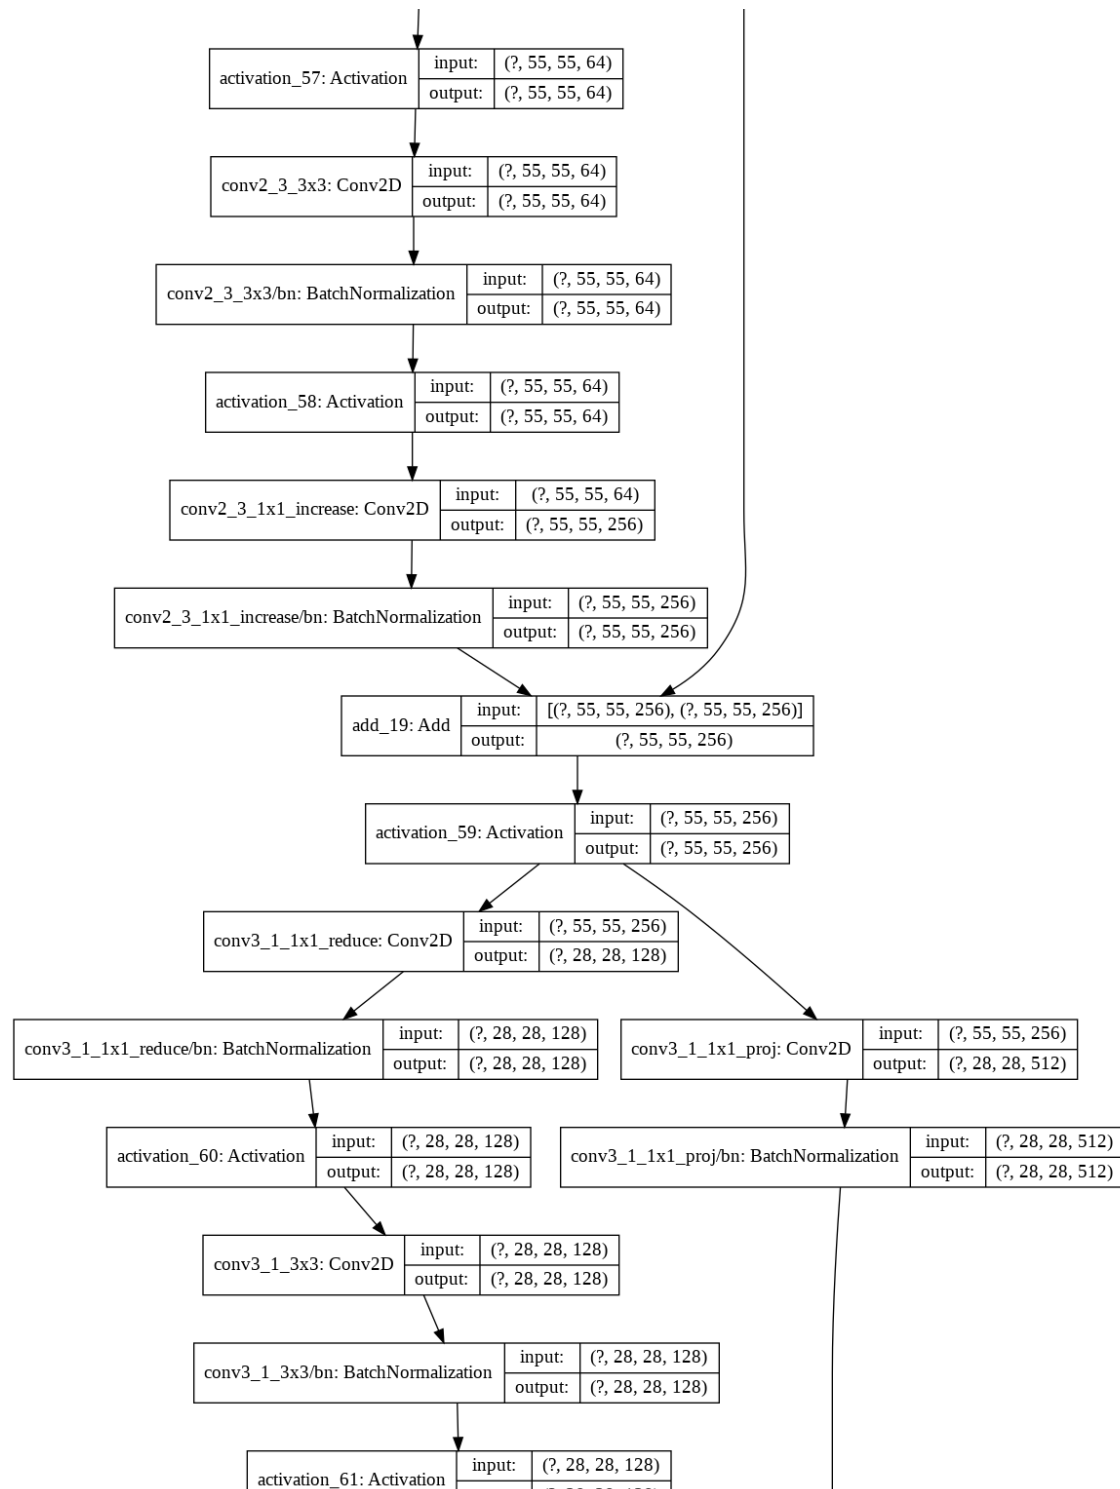 activation_57: Activation
input: (?, 55, 55, 64)
output: (?, 55, 55, 64)
conv2_3_3x3: Conv2D
input: (?, 55, 55, 64)
output: (?, 55, 55, 64)
conv2_3_3x3/bn: BatchNormalization
input: (?, 55, 55, 64)
output: (?, 55, 55, 64)
activation_58: Activation
input: (?, 55, 55, 64)
output: (?, 55, 55, 64)
conv2_3_1x1_increase: Conv2D
input: (?, 55, 55, 64)
output: (?, 55, 55, 256)
conv2_3_1x1_increase/bn: BatchNormalization
input: (?, 55, 55, 256)
output: (?, 55, 55, 256)
add_19: Add
input: [(?, 55, 55, 256), (?, 55, 55, 256)]
output: (?, 55, 55, 256)
activation_59: Activation
input: (?, 55, 55, 256)
output: (?, 55, 55, 256)
conv3_1_1x1_reduce: Conv2D
input: (?, 55, 55, 256)
output: (?, 28, 28, 128)
conv3_1_1x1_reduce/bn: BatchNormalization
input: (?, 28, 28, 128)
output: (?, 28, 28, 128)
conv3_1_1x1_proj: Conv2D
input: (?, 55, 55, 256)
output: (?, 28, 28, 512)
activation_60: Activation
input: (?, 28, 28, 128)
output: (?, 28, 28, 128)
conv3_1_1x1_proj/bn: BatchNormalization
input: (?, 28, 28, 512)
output: (?, 28, 28, 512)
conv3_1_3x3: Conv2D
input: (?, 28, 28, 128)
output: (?, 28, 28, 128)
conv3_1_3x3/bn: BatchNormalization
input: (?, 28, 28, 128)
output: (?, 28, 28, 128)
activation_61: Activation
input: (?, 28, 28, 128)